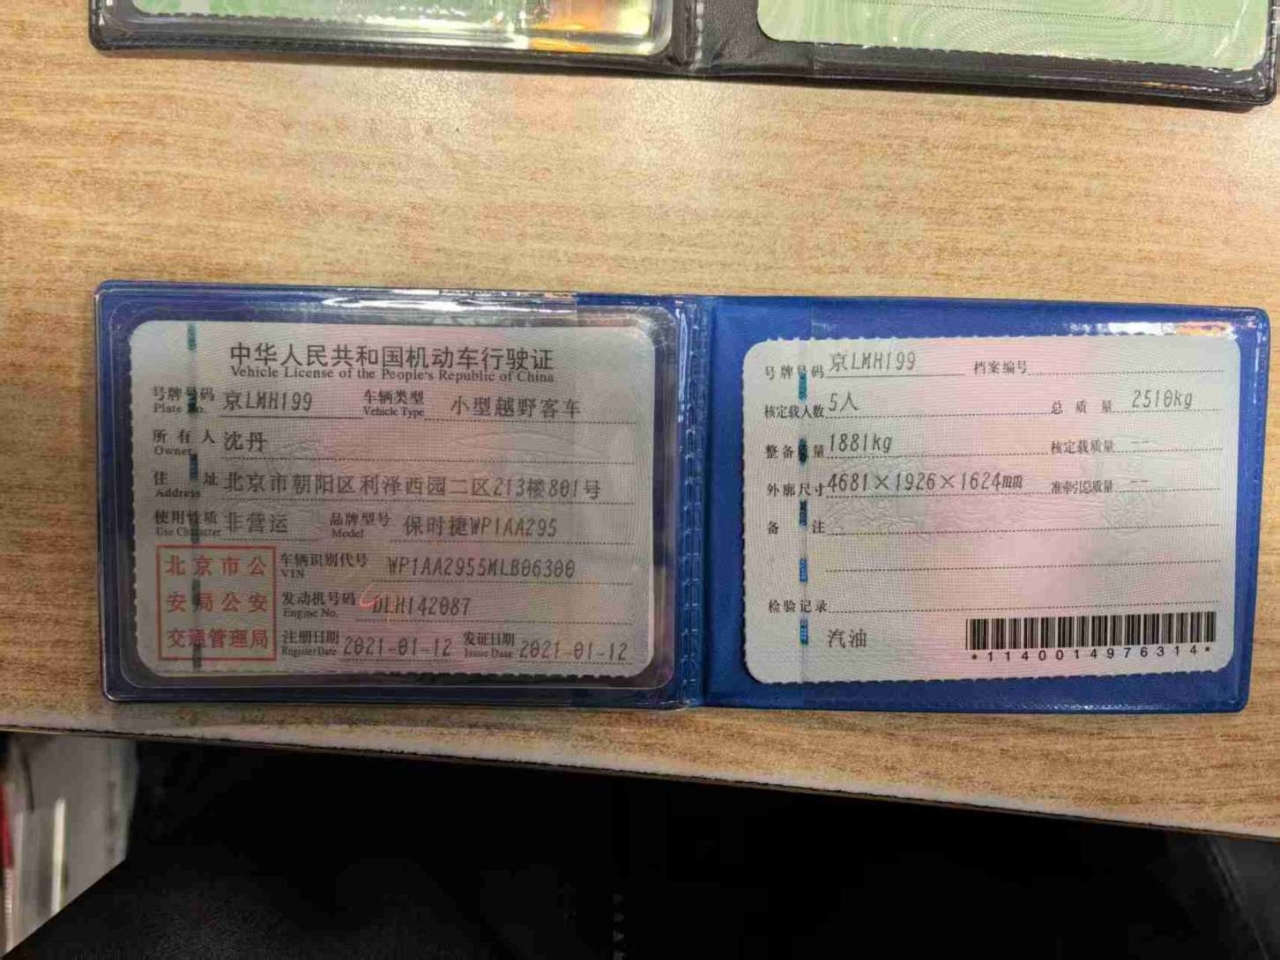 中华人民共和国机动车行驶证
Vehicle License of the People's Republic of China
号牌号码 京LMH199 车辆类型 小型越野客车
Plate No. Vehicle Type
所有人 沈丹
Owner
住址 北京市朝阳区利泽西园二区213楼801号
Address
使用性质 非营运 品牌型号 保时捷WP1AA295
Use Character Model
北京市公
安局公安
交通管理局
车辆识别代号 WP1AA2955MLB06300
VIN
发动机号码 DLH142087
Engine No.
注册日期 2021-01-12 发证日期 2021-01-12
Register Date Issue Date
号牌号码 京LMH199 档案编号
核定载人数 5人 总质量 2510kg
整备质量 1881kg 核定载质量 --
外廓尺寸 4681×1926×1624mm 准牵引总质量 --
备注
检验记录
汽油
*1140014976314*